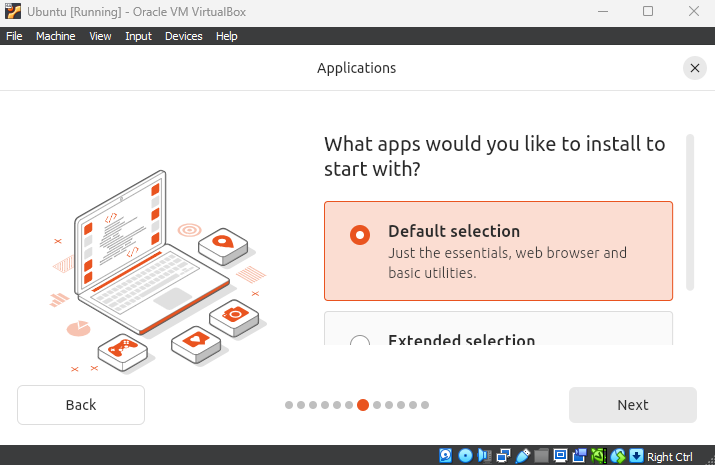 Ubuntu [Running] - Oracle VM VirtualBox
File Machine View Input Devices Help
Applications
What apps would you like to install to
start with?
Default selection
Just the essentials, web browser and
basic utilities.
Extended selection
Back
Next
Right Ctrl